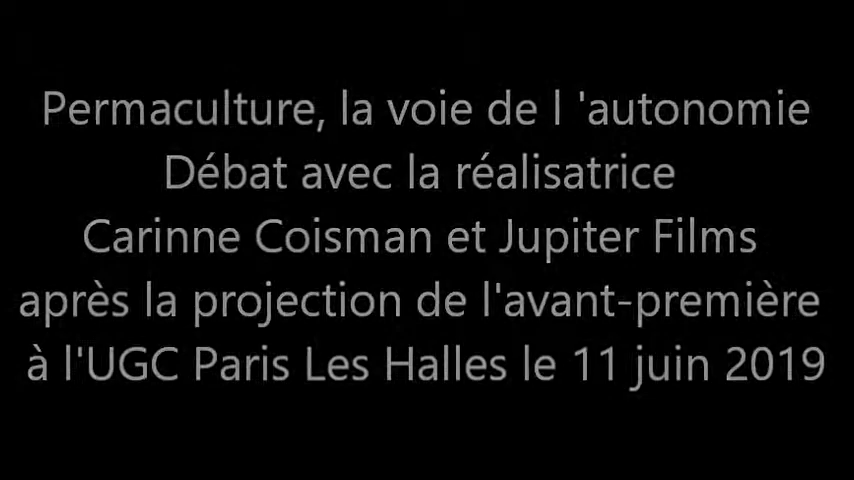 Permaculture, la voie de l 'autonomie
Débat avec la réalisatrice
Carinne Coisman et Jupiter Films
après la projection de l'avant-première
à l'UGC Paris Les Halles le 11 juin 2019